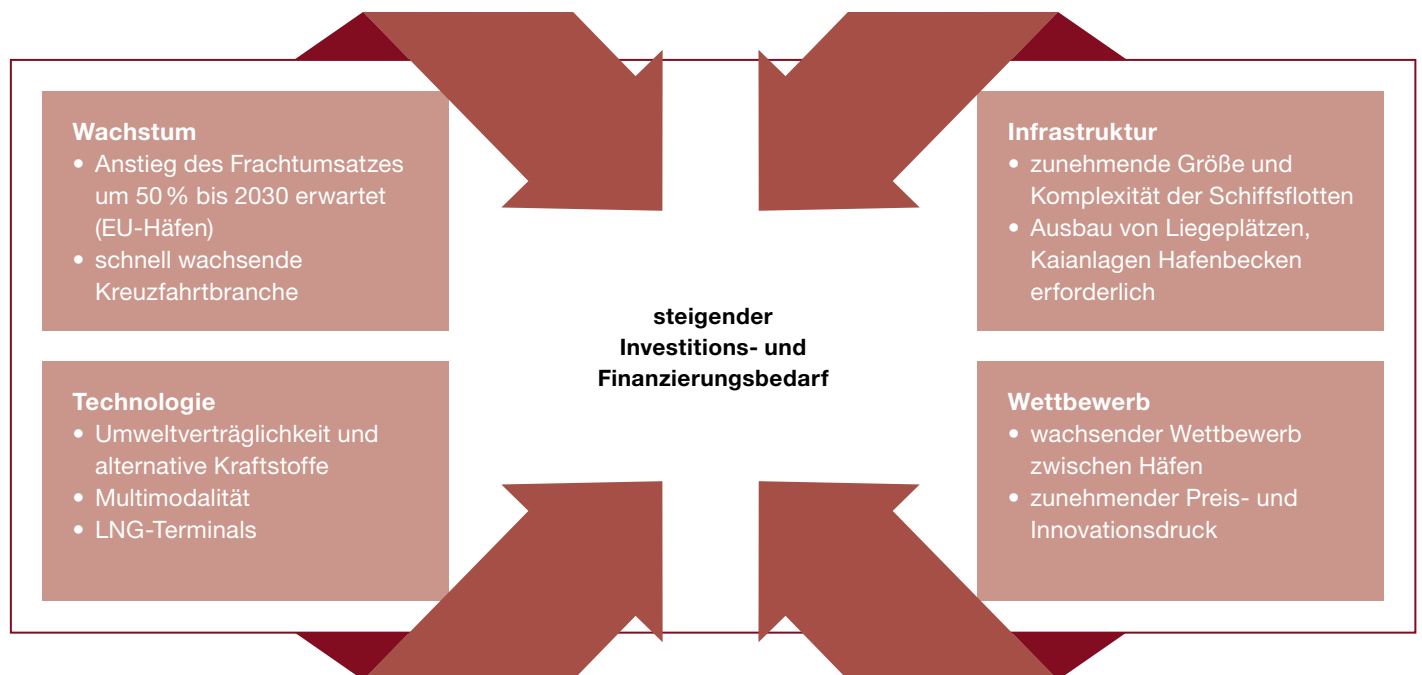 Wachstum
• Anstieg des Frachtumsatzes
um 50 % bis 2030 erwartet
(EU-Häfen)
• schnell wachsende
Kreuzfahrtbranche
Technologie
• Umweltverträglichkeit und
alternative Kraftstoffe
• Multimodalität
• LNG-Terminals
steigender
Investitions- und
Finanzierungsbedarf
Infrastruktur
• zunehmende Größe und
Komplexität der Schiffsflotten
• Ausbau von Liegeplätzen,
Kaianlagen Hafenbecken
erforderlich
Wettbewerb
• wachsender Wettbewerb
zwischen Häfen
• zunehmender Preis- und
Innovationsdruck